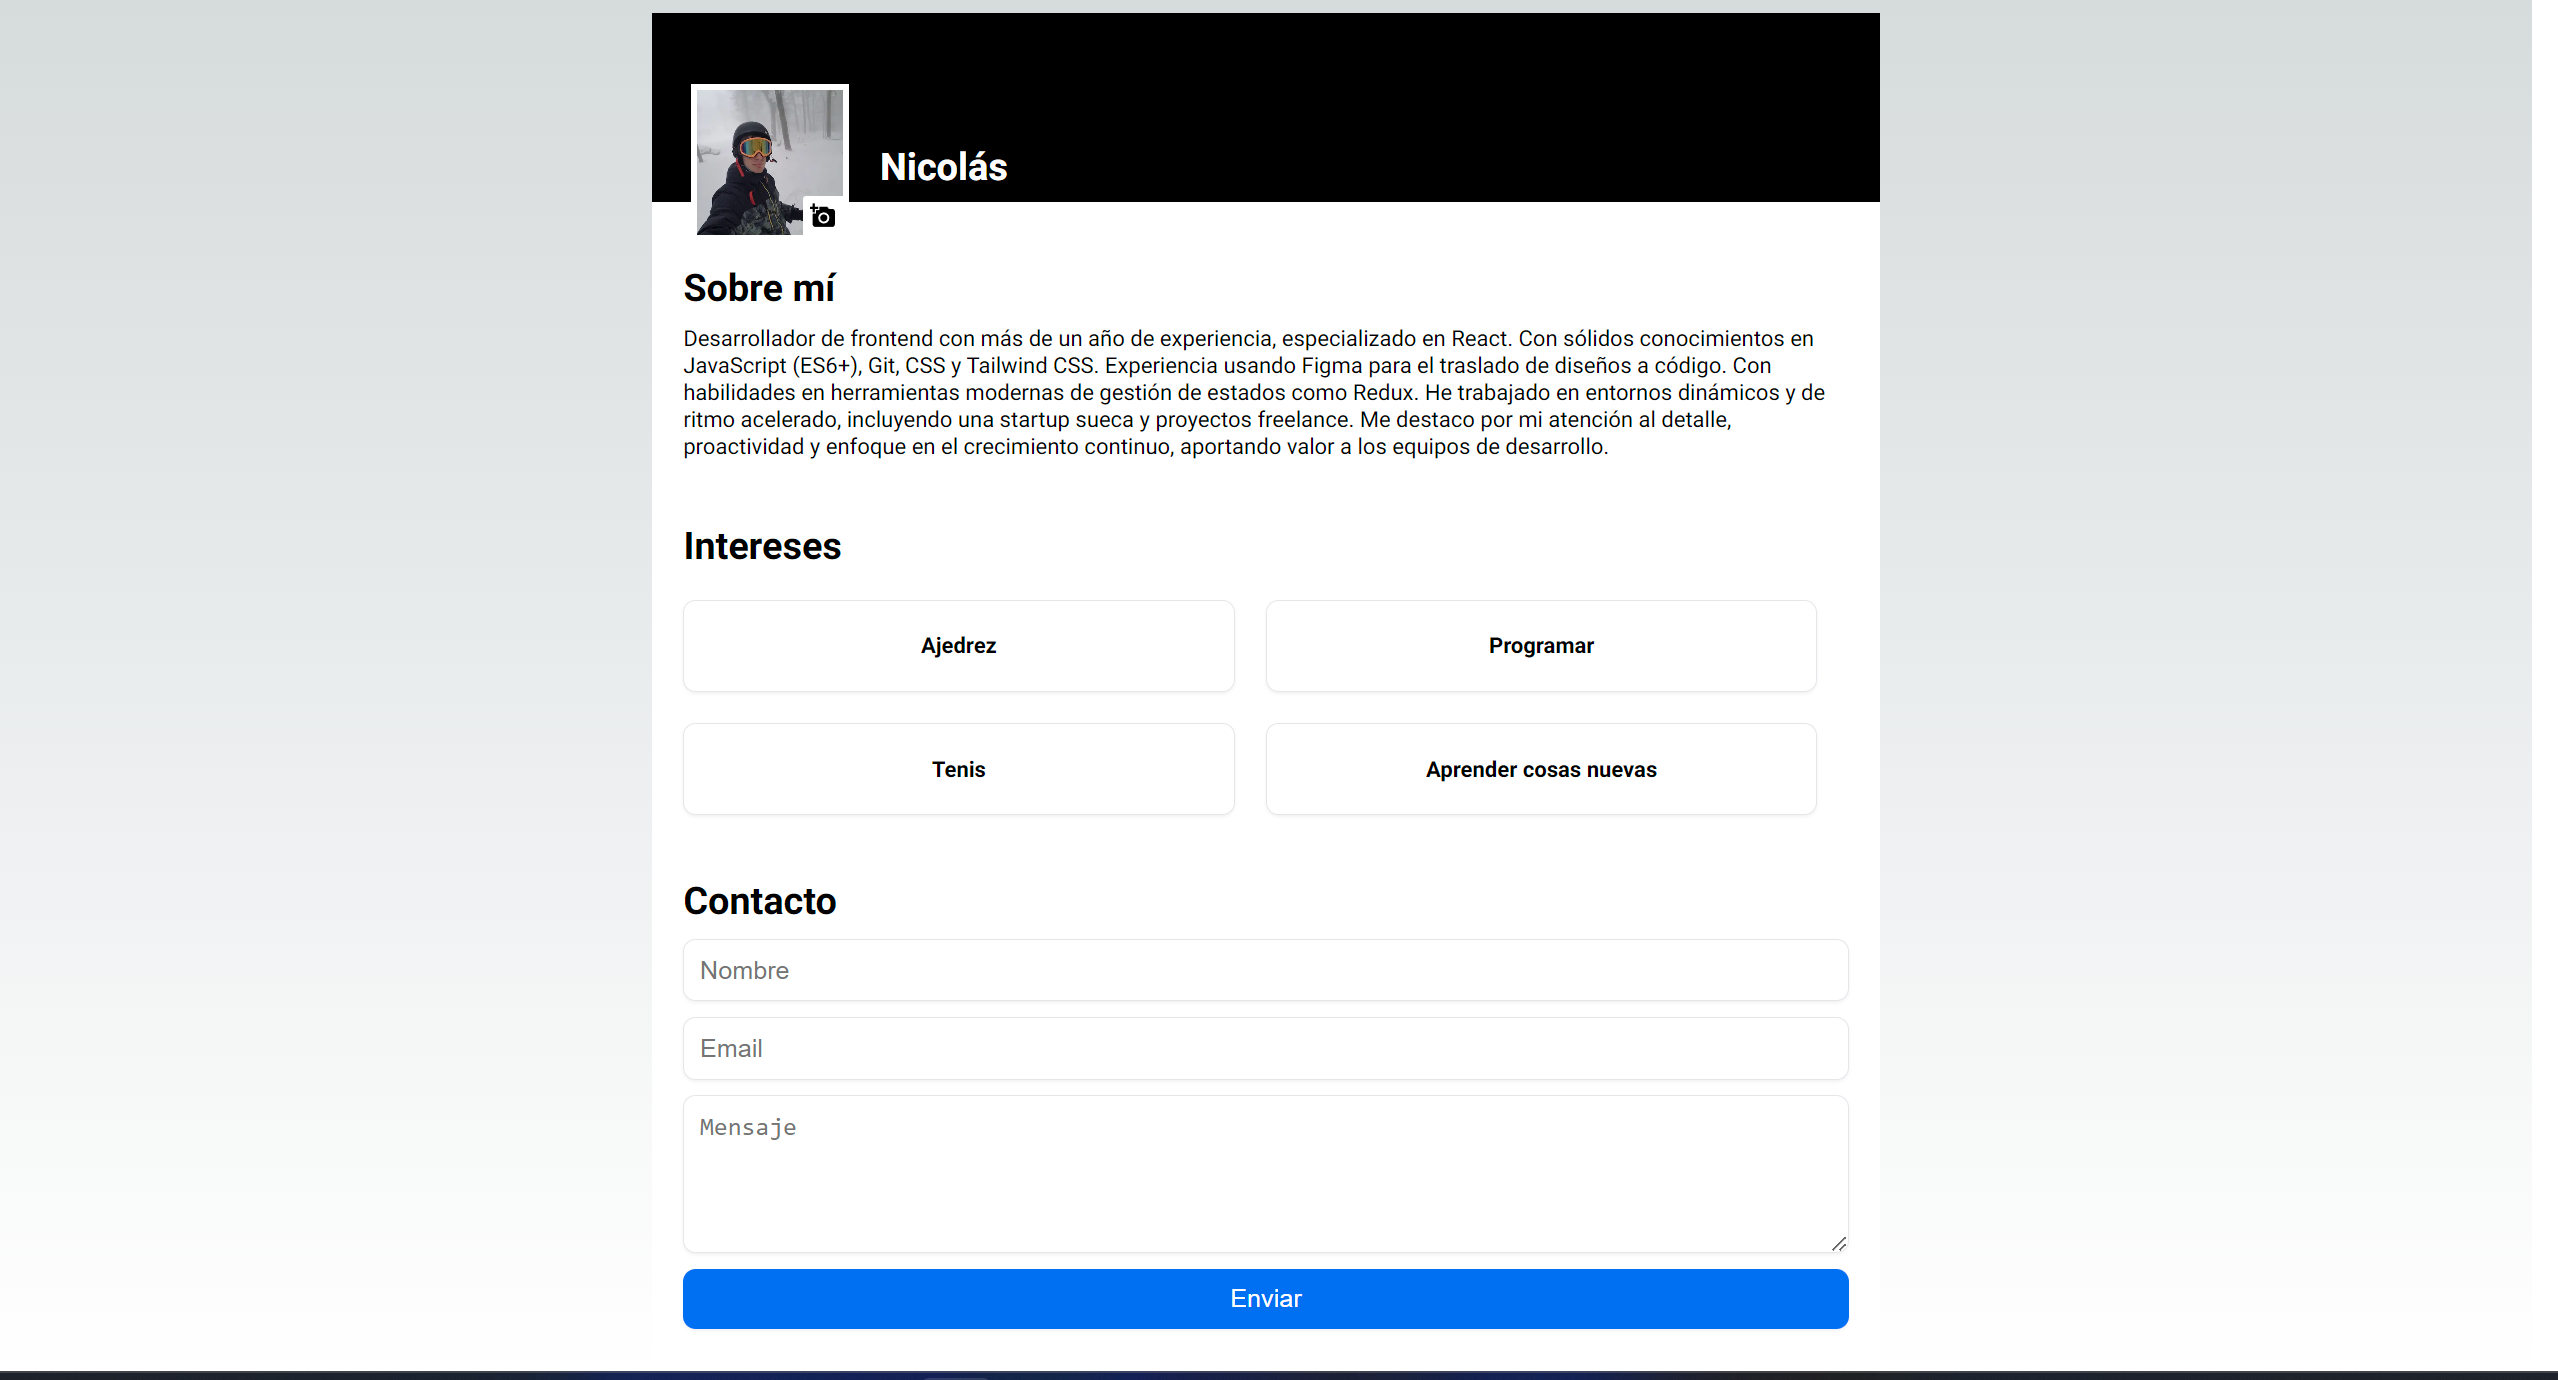 Nicolás
Sobre mí
Desarrollador de frontend con más de un año de experiencia, especializado en React. Con sólidos conocimientos en
JavaScript (ES6+), Git, CSS y Tailwind CSS. Experiencia usando Figma para el traslado de diseños a código. Con
habilidades en herramientas modernas de gestión de estados como Redux. He trabajado en entornos dinámicos y de
ritmo acelerado, incluyendo una startup sueca y proyectos freelance. Me destaco por mi atención al detalle,
proactividad y enfoque en el crecimiento continuo, aportando valor a los equipos de desarrollo.
Intereses
Ajedrez
Programar
Tenis
Aprender cosas nuevas
Contacto
Nombre
Email
Mensaje
Enviar